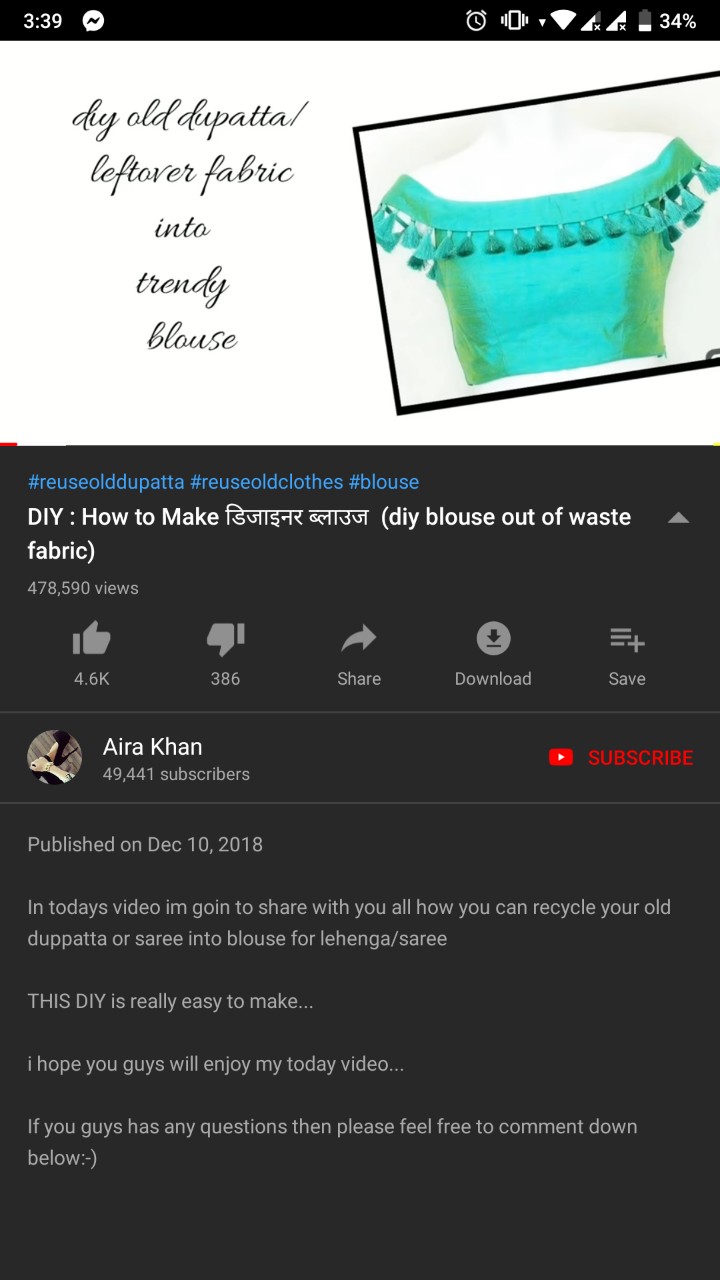 3:39
34%
diy old dupatta/
leftover fabric
into
trendy
blouse
#reuseolddupatta #reuseoldclothes #blouse
DIY : How to Make डिजाइनर ब्लाउज (diy blouse out of waste
fabric)
478,590 views
4.6K
386
Share
Download
Save
Aira Khan
49,441 subscribers
SUBSCRIBE
Published on Dec 10, 2018
In todays video im goin to share with you all how you can recycle your old
duppatta or saree into blouse for lehenga/saree
THIS DIY is really easy to make...
i hope you guys will enjoy my today video...
If you guys has any questions then please feel free to comment down
below:-)